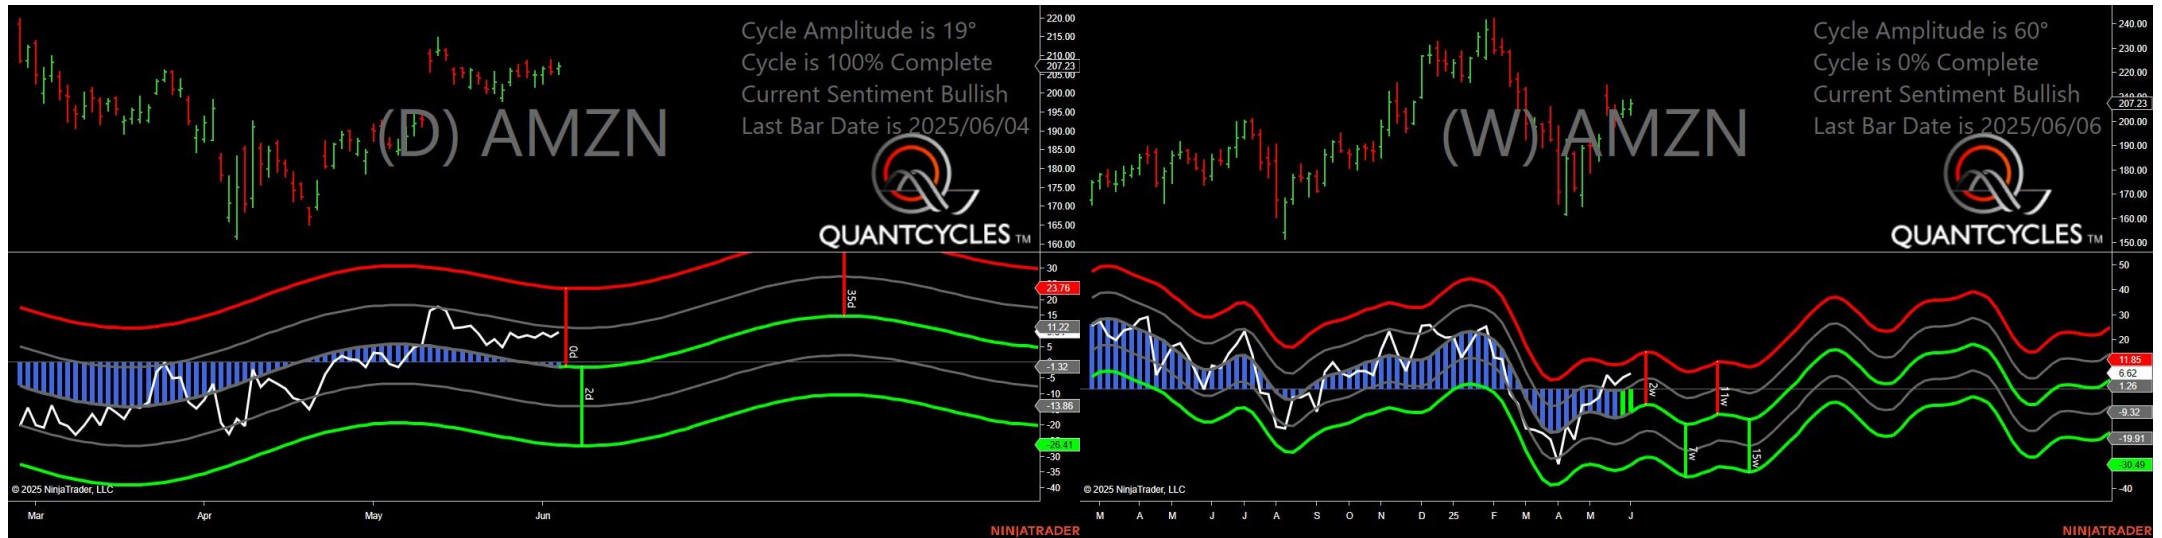 Cycle Amplitude is 19°
Cycle is 100% Complete
Current Sentiment Bullish
Last Bar Date is 2025/06/04
(D) AMZN
QUANTCYCLES TM
220.00
215.00
210.00
207.23
205.00
200.00
195.00
190.00
185.00
180.00
175.00
170.00
165.00
160.00
30
23.76
20
15
11.22
5
-1.32
-5
-10
-13.86
-20
-26.41
-30
-35
-40
0d
2d
35d
© 2025 NinjaTrader, LLC
Mar
Apr
May
Jun
NINJATRADER
Cycle Amplitude is 60°
Cycle is 0% Complete
Current Sentiment Bullish
Last Bar Date is 2025/06/06
(W) AMZN
QUANTCYCLES TM
240.00
230.00
220.00
207.23
200.00
190.00
180.00
170.00
160.00
150.00
50
40
30
20
11.85
6.62
1.26
-9.32
-19.91
-30.49
-40
2w
7w
11w
15w
© 2025 NinjaTrader, LLC
M A M J J A S O N D 25 F M A M J
NINJATRADER